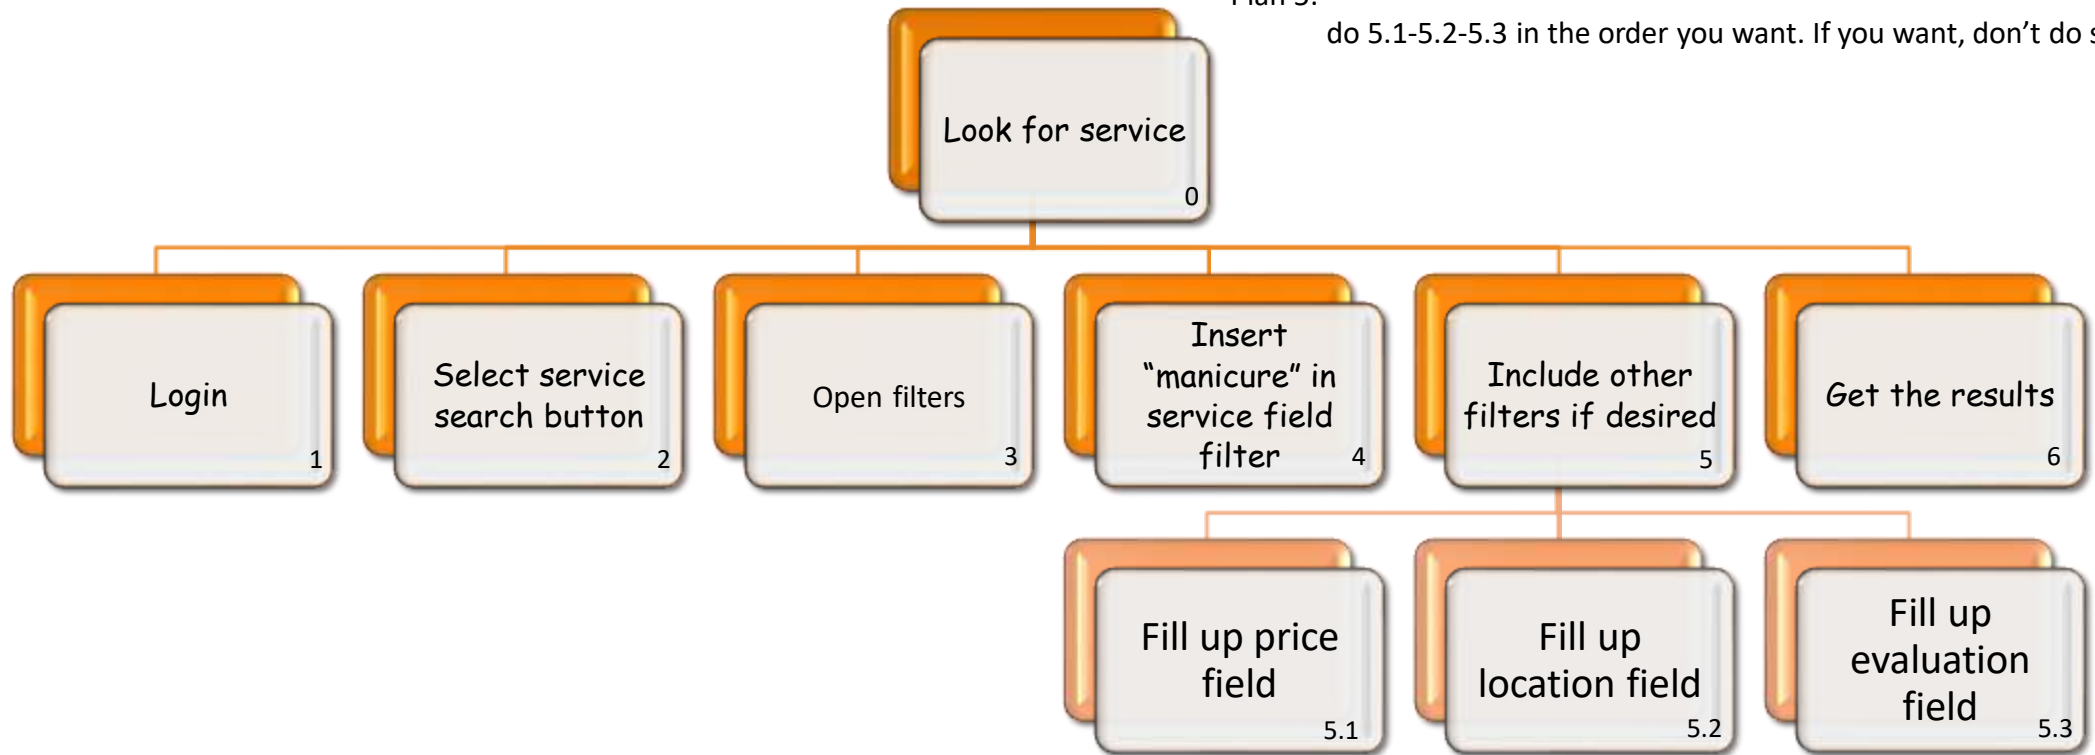 Plan 5:
do 5.1-5.2-5.3 in the order you want. If you want, don’t do
Look for service
0
Login
1
Select service
search button
2
Open filters
3
Insert
“manicure” in
service field
filter
4
Include other
filters if desired
5
Get the results
6
Fill up price
field
5.1
Fill up
location field
5.2
Fill up
evaluation
field
5.3